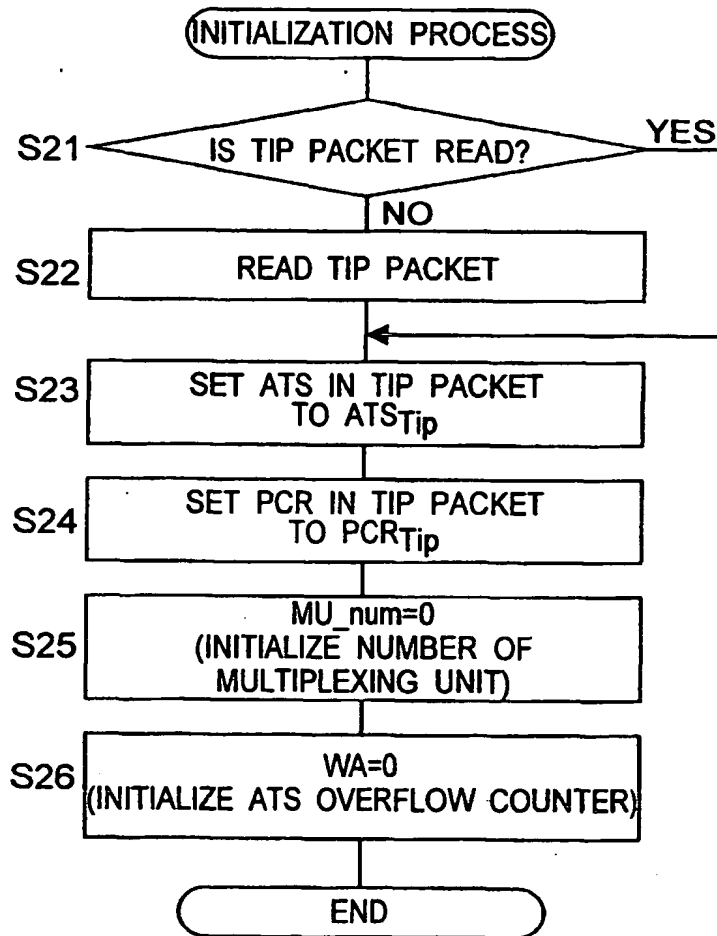 INITIALIZATION PROCESS
S21
IS TIP PACKET READ?
YES
NO
S22
READ TIP PACKET
S23
SET ATS IN TIP PACKET
TO ATSTip
S24
SET PCR IN TIP PACKET
TO PCRTip
S25
MU_num=0
(INITIALIZE NUMBER OF
MULTIPLEXING UNIT)
S26
WA=0
(INITIALIZE ATS OVERFLOW COUNTER)
END